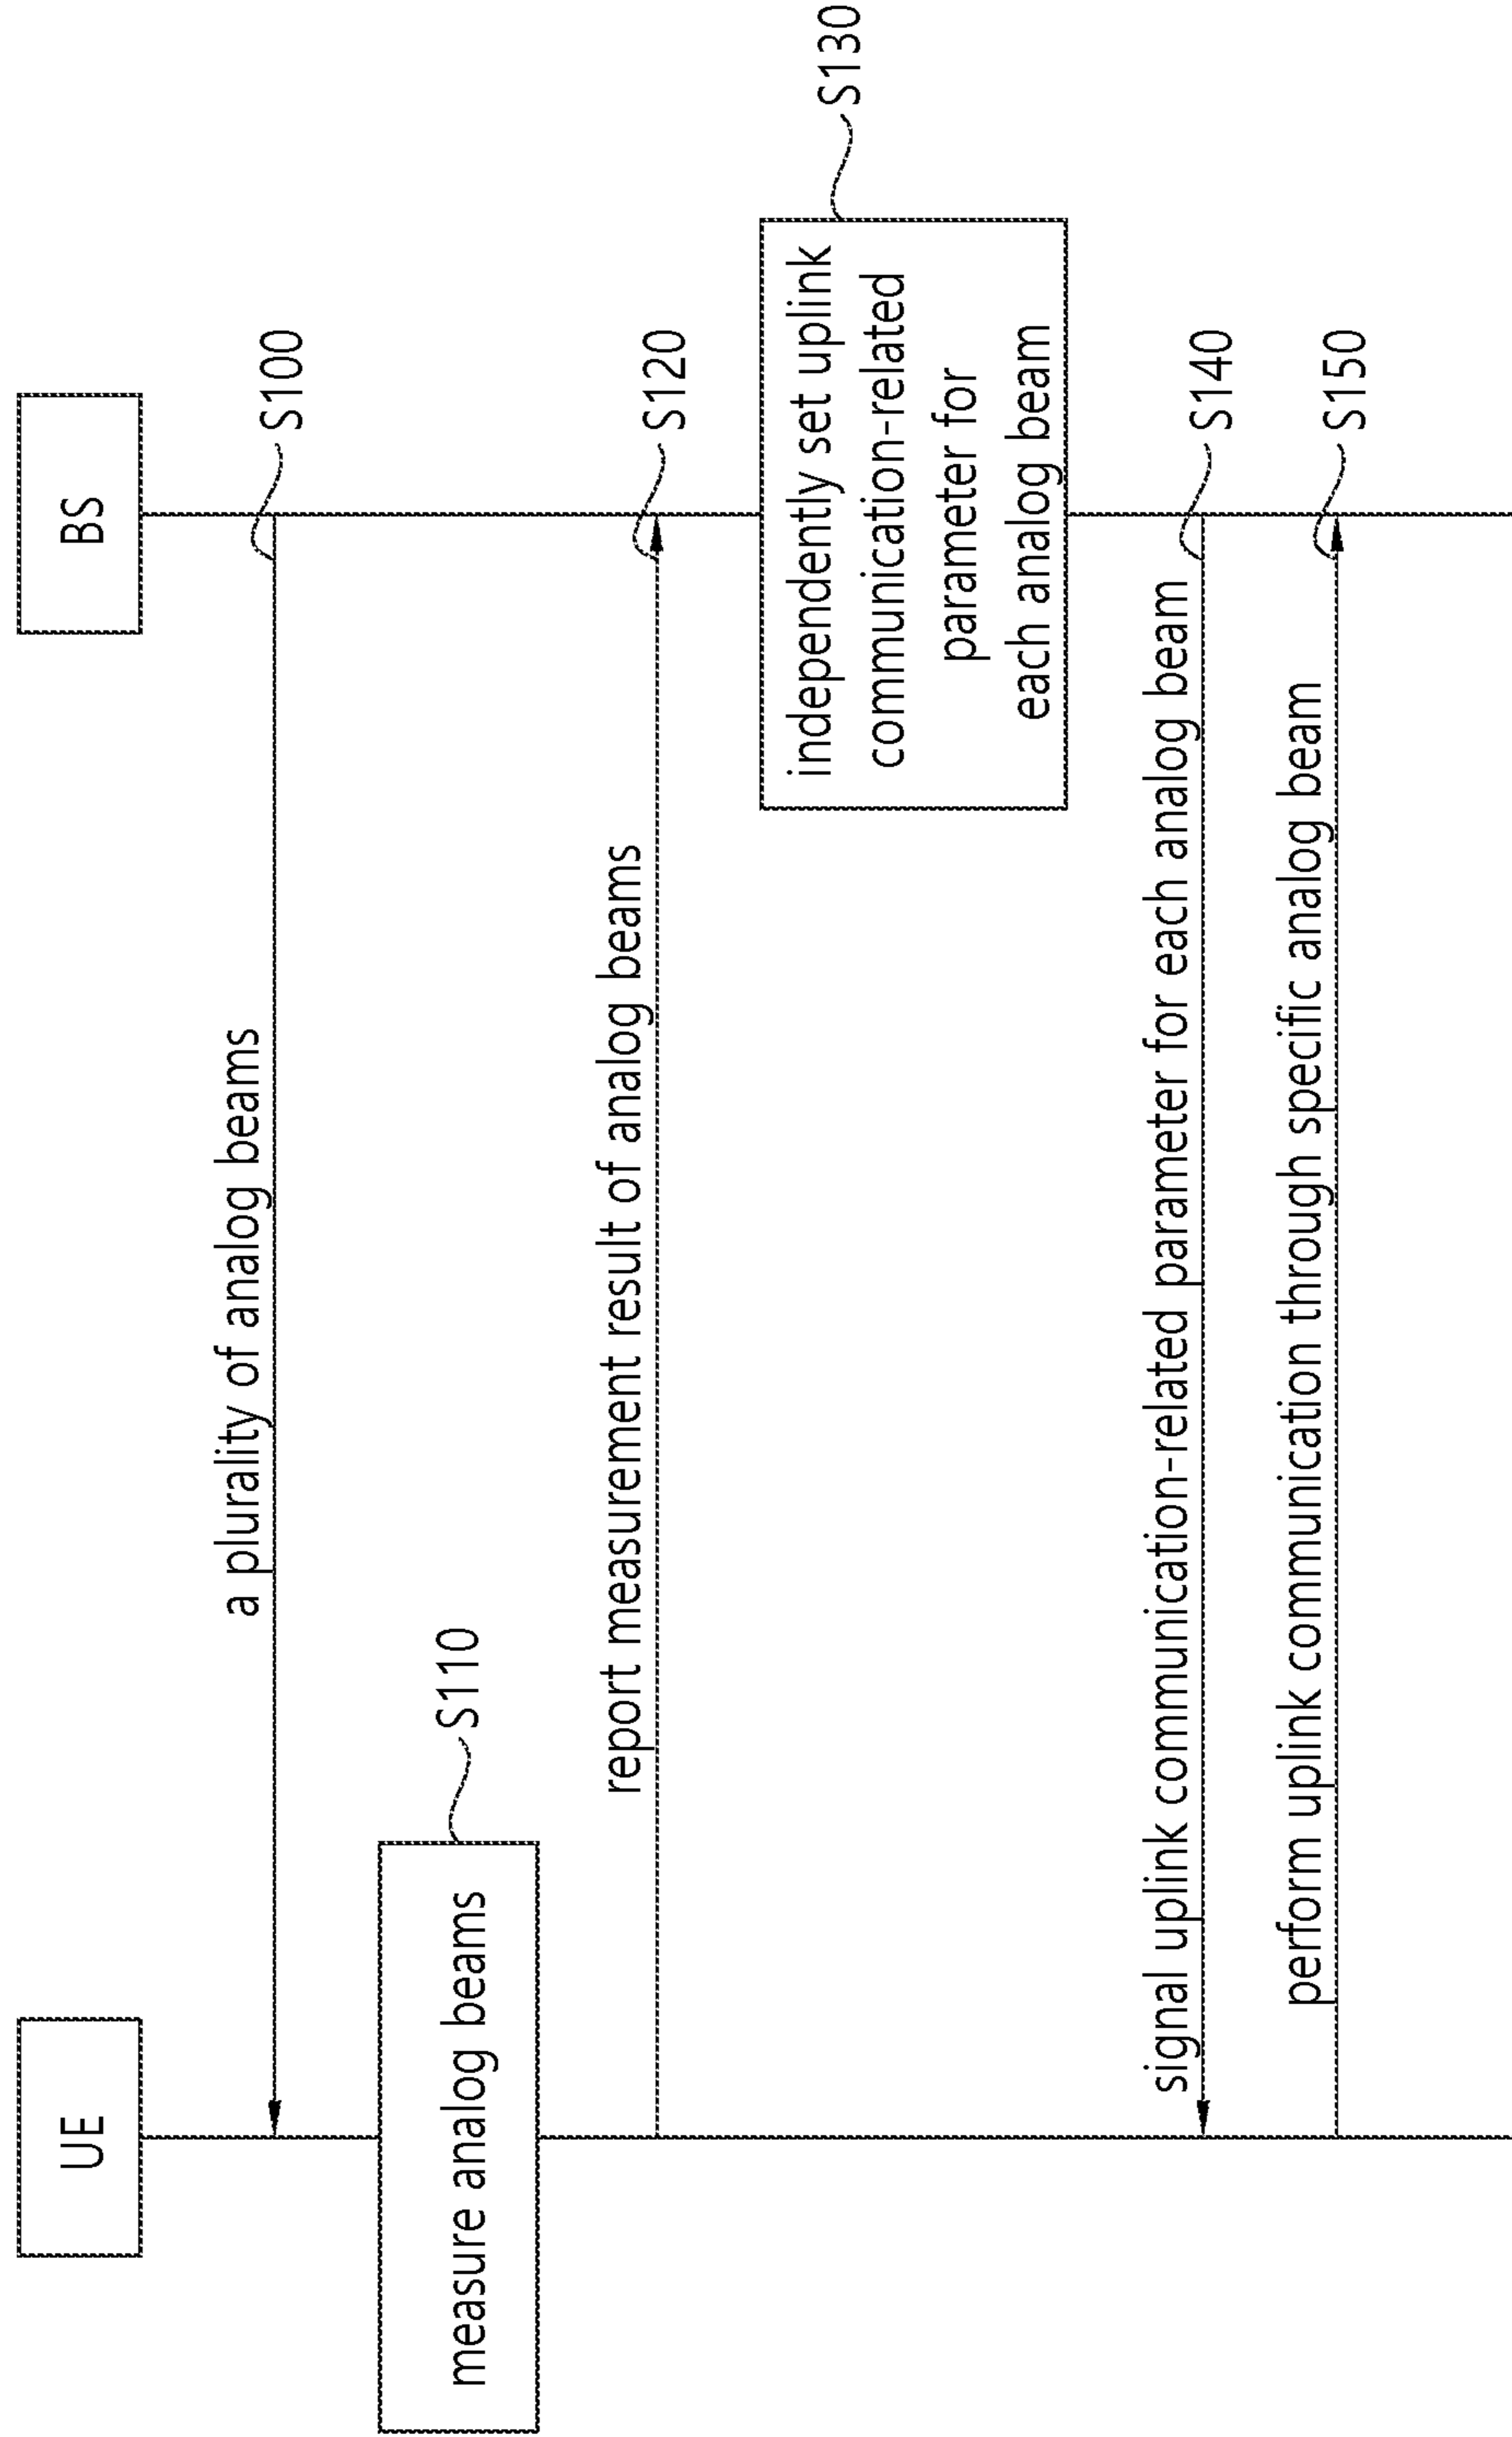 UE
BS
a plurality of analog beams
S100
measure analog beams
S110
report measurement result of analog beams
S120
independently set uplink
communication-related
parameter for
each analog beam
S130
signal uplink communication-related parameter for each analog beam
S140
perform uplink communication through specific analog beam
S150